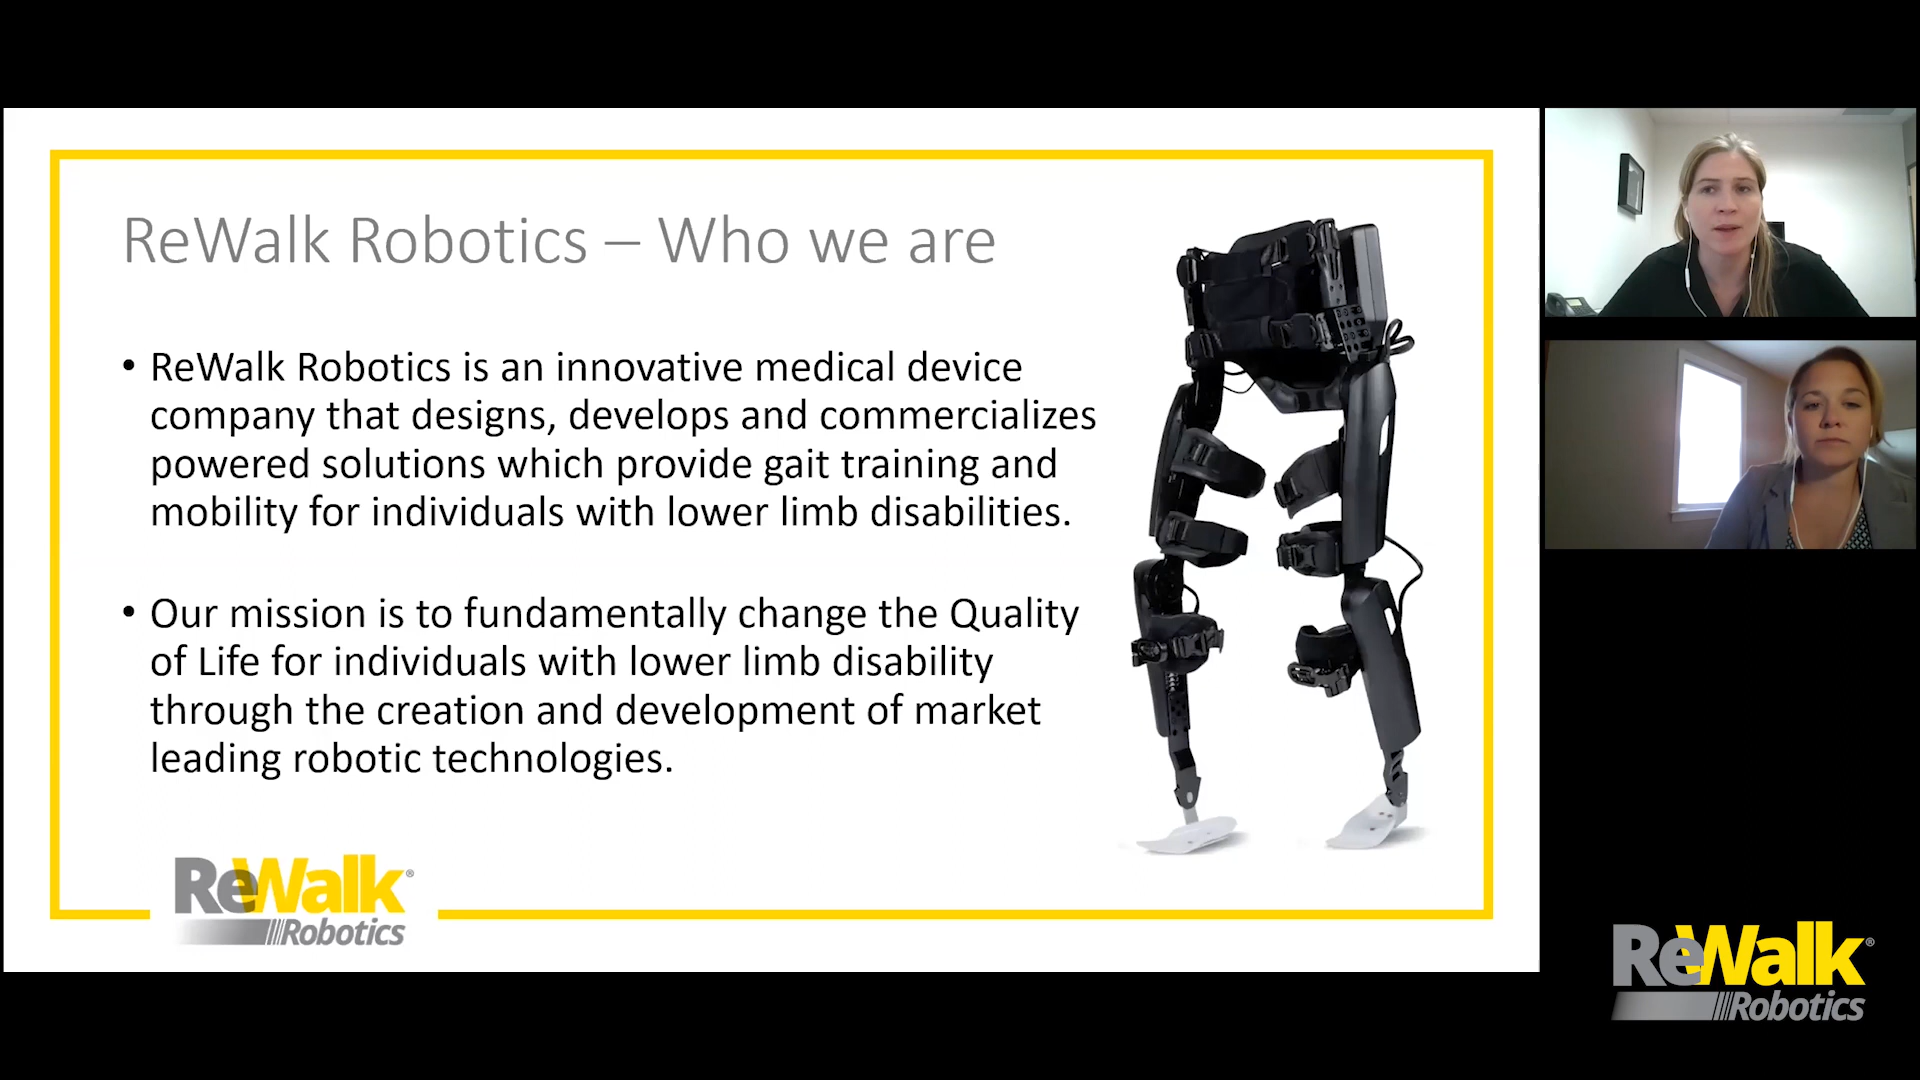 ReWalk Robotics – Who we are
• ReWalk Robotics is an innovative medical device
company that designs, develops and commercializes
powered solutions which provide gait training and
mobility for individuals with lower limb disabilities.
• Our mission is to fundamentally change the Quality
of Life for individuals with lower limb disability
through the creation and development of market
leading robotic technologies.
ReWalk®
Robotics
ReWalk®
Robotics